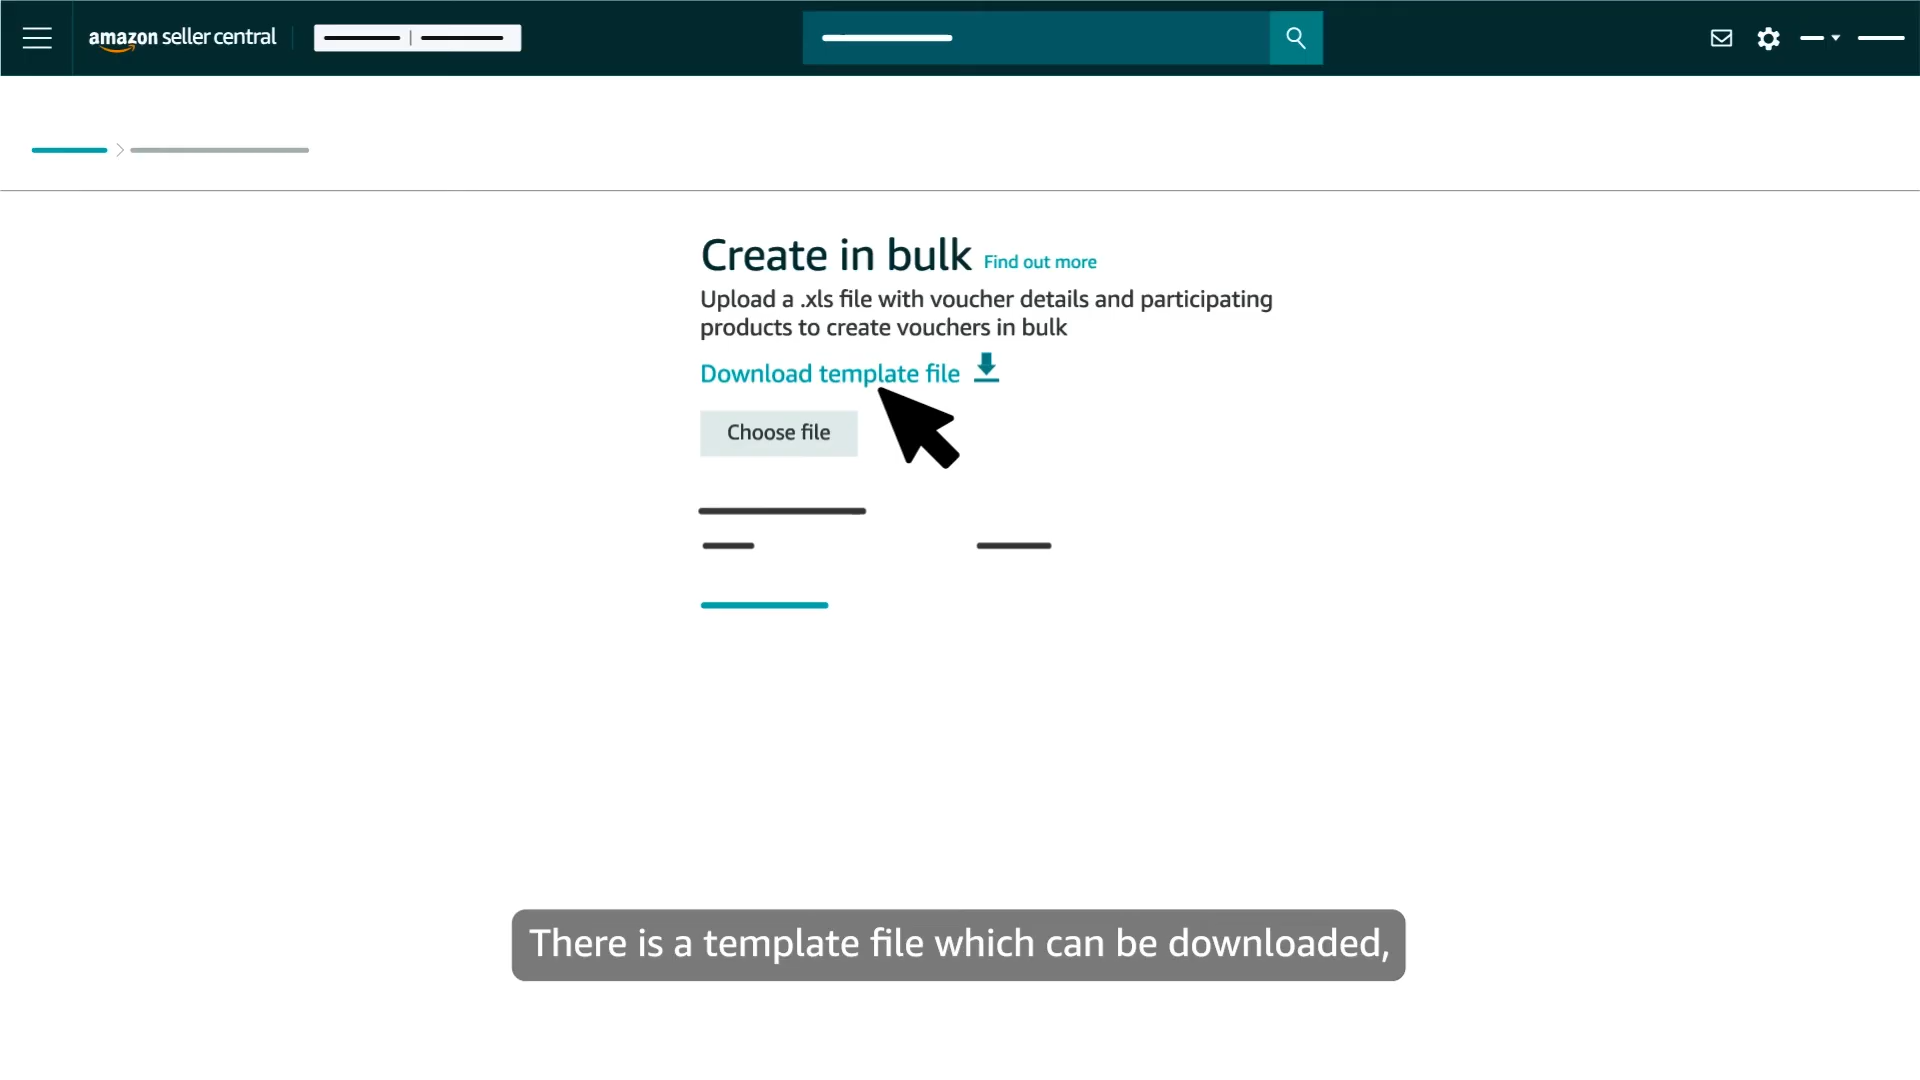 amazon seller central
Create in bulk Find out more
Upload a .xls file with voucher details and participating
products to create vouchers in bulk
Download template file
Choose file
There is a template file which can be downloaded,